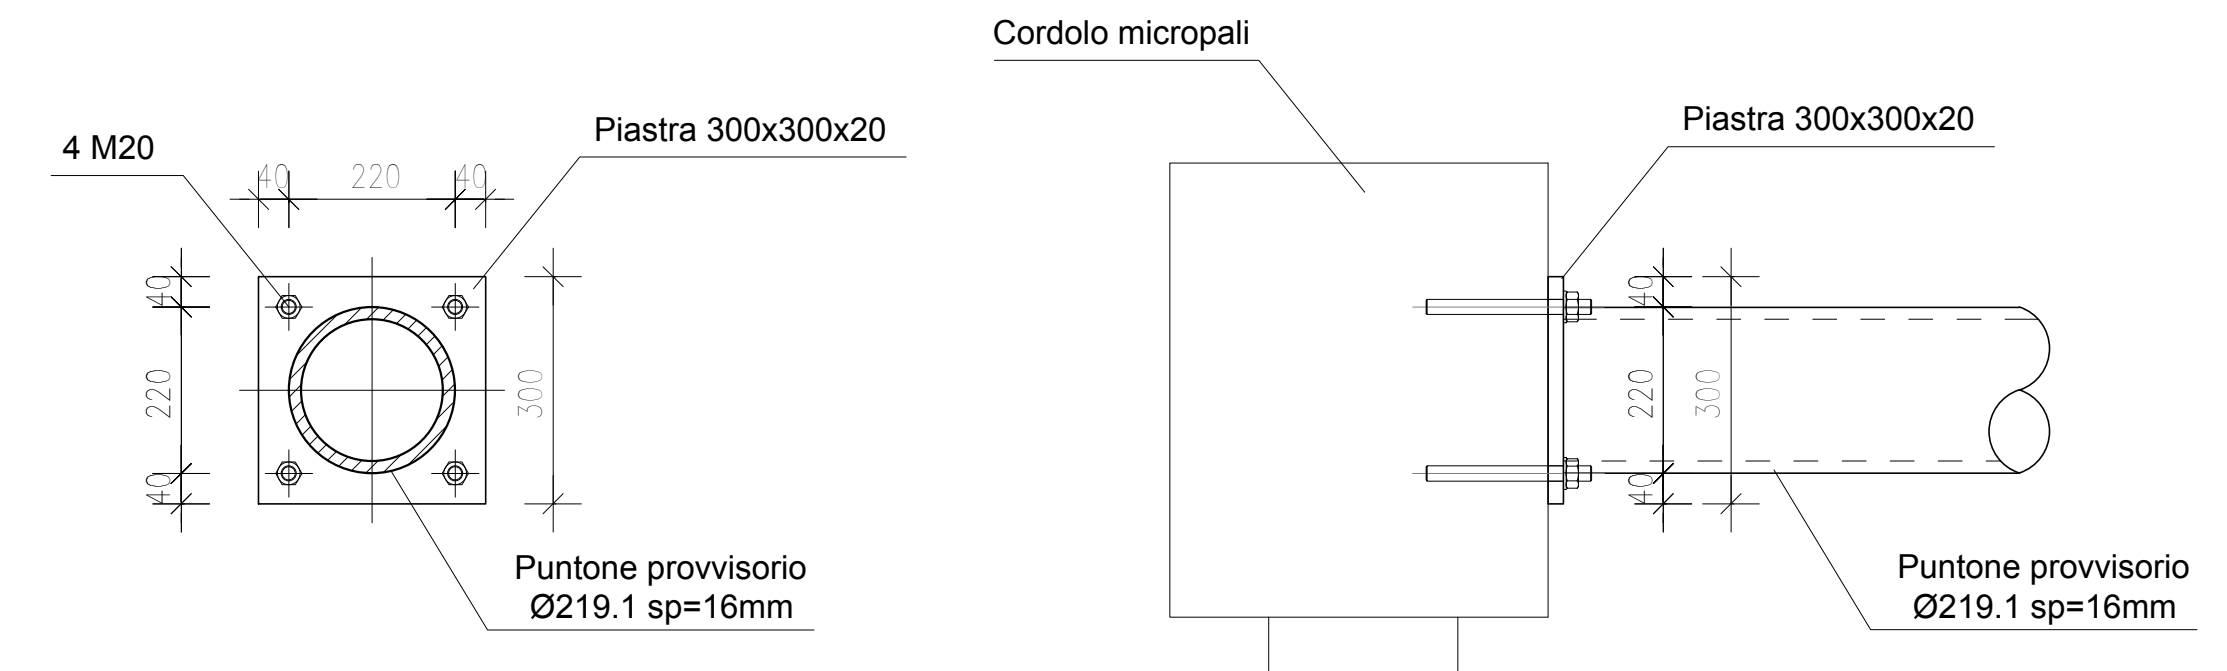 Cordolo micropali
Piastra 300x300x20
4 M20
Piastra 300x300x20
40 220 40
40
220
40
300
Puntone provvisorio
Ø219.1 sp=16mm
40
220
40
300
Puntone provvisorio
Ø219.1 sp=16mm